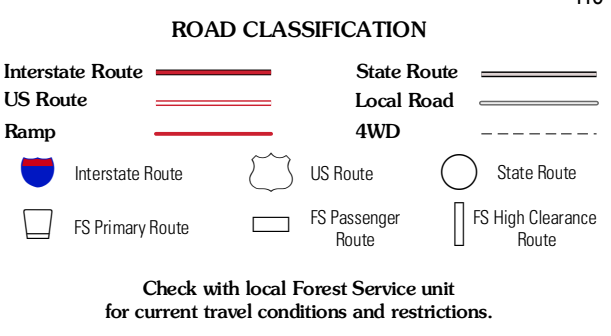 ROAD CLASSIFICATION
Interstate Route State Route
US Route Local Road
Ramp 4WD
Interstate Route US Route State Route
FS Primary Route
FS Passenger
Route
FS High Clearance
Route
Check with local Forest Service unit
for current travel conditions and restrictions.